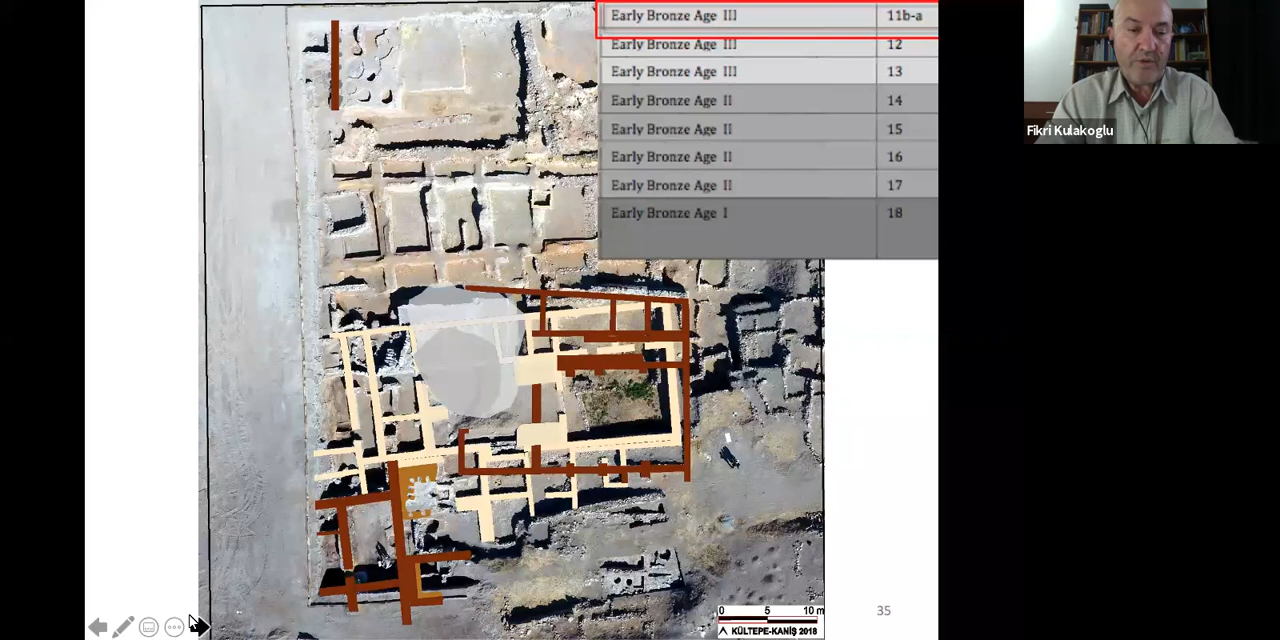 Early Bronze Age III 11b-a
Early Bronze Age III 12
Early Bronze Age III 13
Early Bronze Age II 14
Early Bronze Age II 15
Early Bronze Age II 16
Early Bronze Age II 17
Early Bronze Age I 18
Fikri Kulakoglu
0 5 10 m
KÜLTEPE-KANİŞ 2018
35